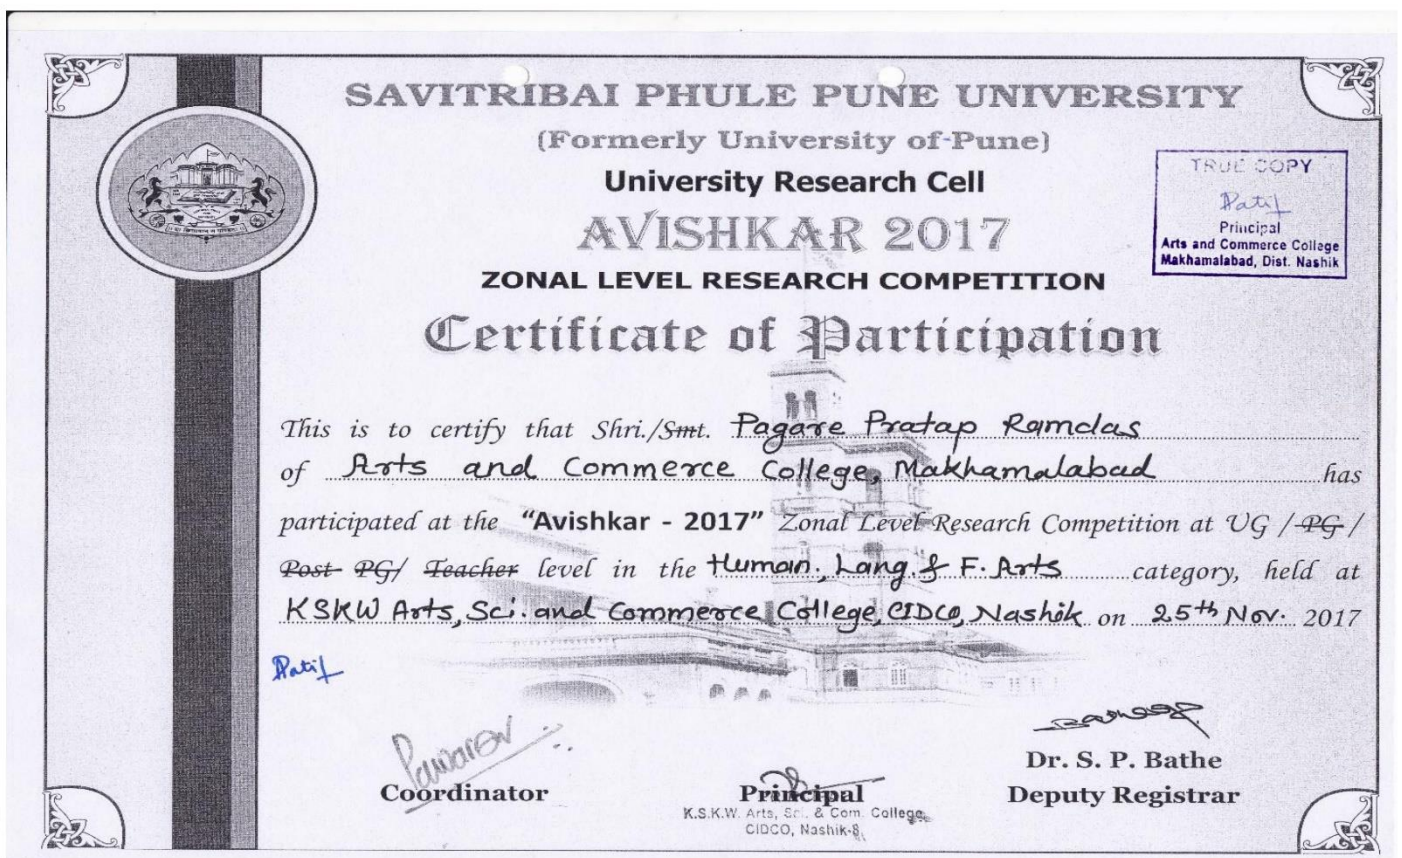 SAVITRIBAI PHULE PUNE UNIVERSITY
(Formerly University of Pune)
University Research Cell
AVISHKAR 2017
ZONAL LEVEL RESEARCH COMPETITION
Certificate of Participation
TRUE COPY
Patil
Principal
Arts and Commerce College
Makhamalabad, Dist. Nashik
This is to certify that Shri./Smt. Pagare Pratap Ramdas
of Arts and Commerce College, Makhamalabad has
participated at the "Avishkar - 2017" Zonal Level Research Competition at UG / PG /
Post PG/ Teacher level in the Human., Lang. & F. Arts category, held at
KSKW Arts, Sci. and Commerce College, CIDCO, Nashik on 25th Nov. 2017
Patil
Coordinator
Principal
K.S.K.W. Arts, Sci. & Com. College,
CIDCO, Nashik-8.
Dr. S. P. Bathe
Deputy Registrar